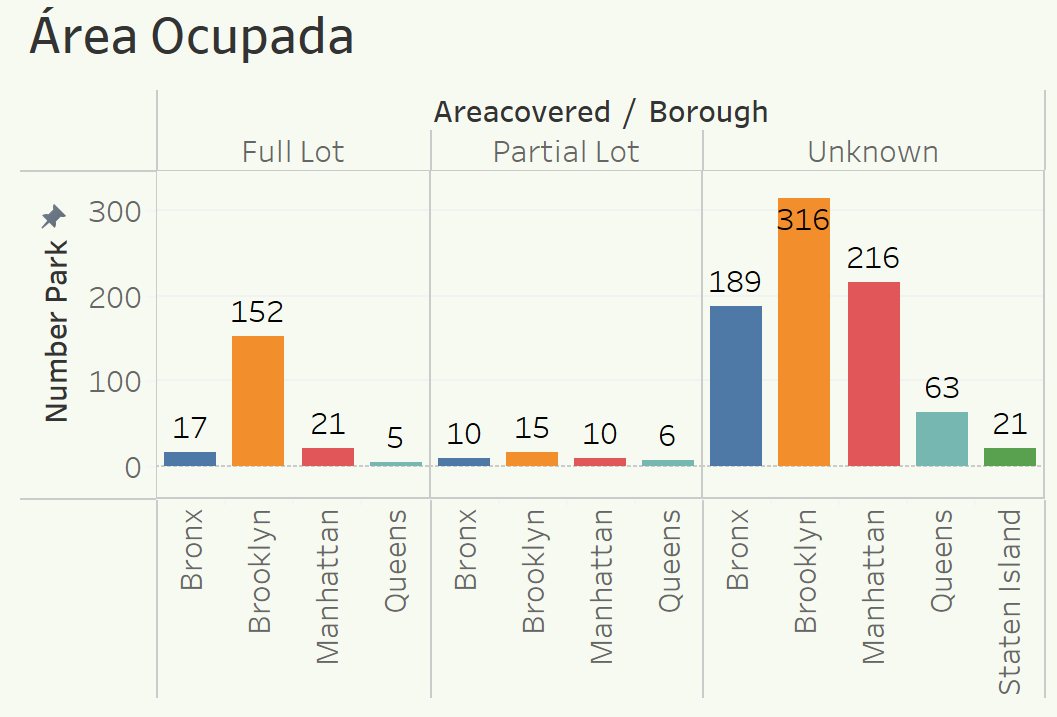 Área Ocupada
Areacovered / Borough
Full Lot Partial Lot Unknown
Number Park
300
200
100
0
17 152 21 5
10 15 10 6
189 316 216 63 21
Bronx Brooklyn Manhattan Queens
Bronx Brooklyn Manhattan Queens
Bronx Brooklyn Manhattan Queens Staten Island